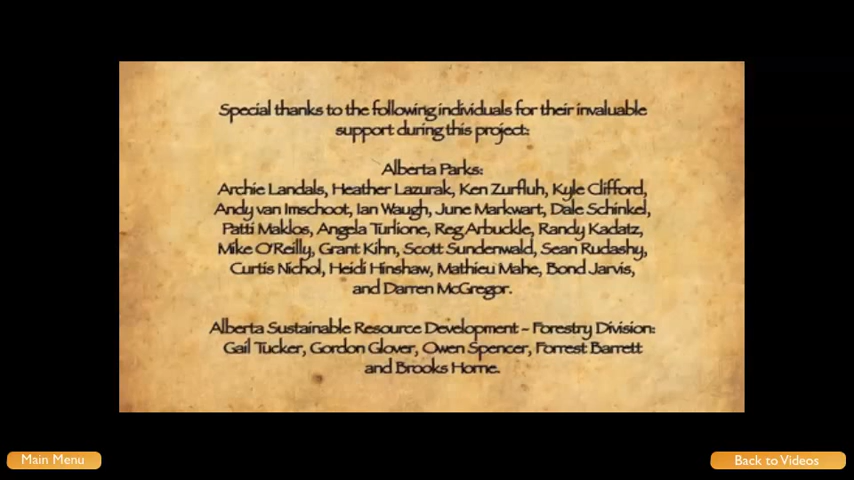 Special thanks to the following individuals for their invaluable
support during this project:
Alberta Parks:
Archie Landals, Heather Lazurak, Ken Zurfluh, Kyle Clifford,
Andy van Imschoot, Ian Waugh, June Markwart, Dale Schinkel,
Patti Maklos, Angela Turlione, Reg Arbuckle, Randy Kadatz,
Mike O'Reilly, Grant Kihn, Scott Sundenwald, Sean Rudashy,
Curtis Nichol, Heidi Hinshaw, Mathieu Mahe, Bond Jarvis,
and Darren McGregor.
Alberta Sustainable Resource Development - Forestry Division:
Gail Tucker, Gordon Glover, Owen Spencer, Forrest Barrett
and Brooks Horne.
Main Menu
Back to Videos